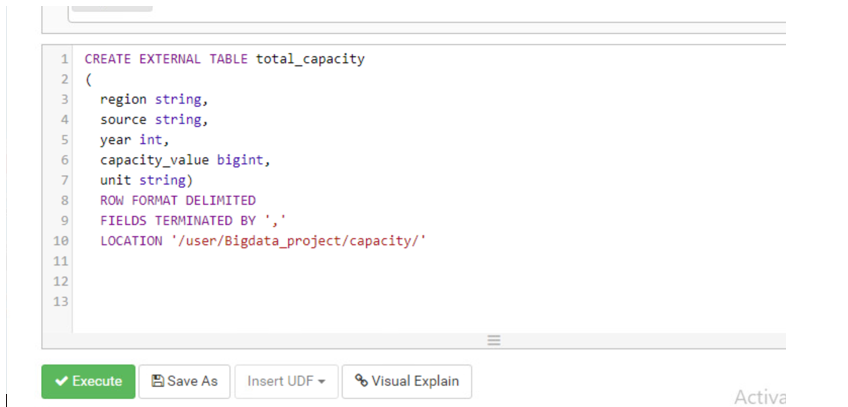 1 CREATE EXTERNAL TABLE total_capacity
2 (
3 region string,
4 source string,
5 year int,
6 capacity_value bigint,
7 unit string)
8 ROW FORMAT DELIMITED
9 FIELDS TERMINATED BY ','
10 LOCATION '/user/Bigdata_project/capacity/'
11
12
13
Execute Save As Insert UDF Visual Explain
Activa